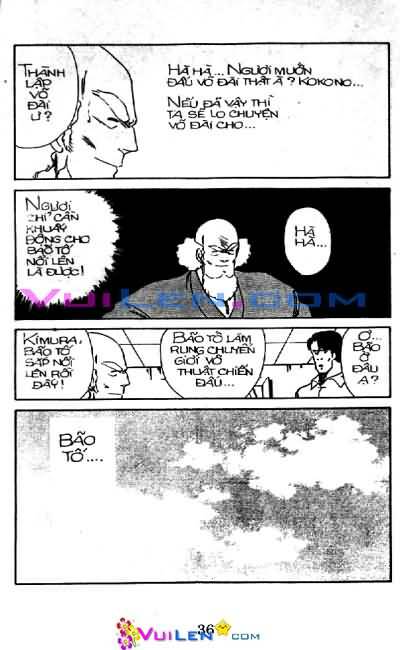 THÀNH
LẬP
VÕ
ĐÀI
Ư?
HÀ HÀ... NGƯƠI MUỐN
ĐẤU VÕ ĐÀI THẬT À? KOKONO...
NẾU ĐÃ VẬY THÌ
TA SẼ LO CHUYỆN
VÕ ĐÀI CHO...
NGƯƠI
CHỈ CẦN
KHUẤY
ĐỘNG CHO
BÃO TỐ
NỔI LÊN
LÀ ĐƯỢC!
HÀ
HÀ...
VUILEN.COM
KIMURA,
BÃO TỐ
SẮP NỔI
LÊN RỒI
ĐẤY!
BÃO TỐ LÀM
RUNG CHUYỂN
GIỚI VÕ
THUẬT CHIẾN
ĐẤU...
Ơ...
BÃO
Ở
ĐÂU
Ạ?
BÃO
TỐ....
36
VUILEN.COM